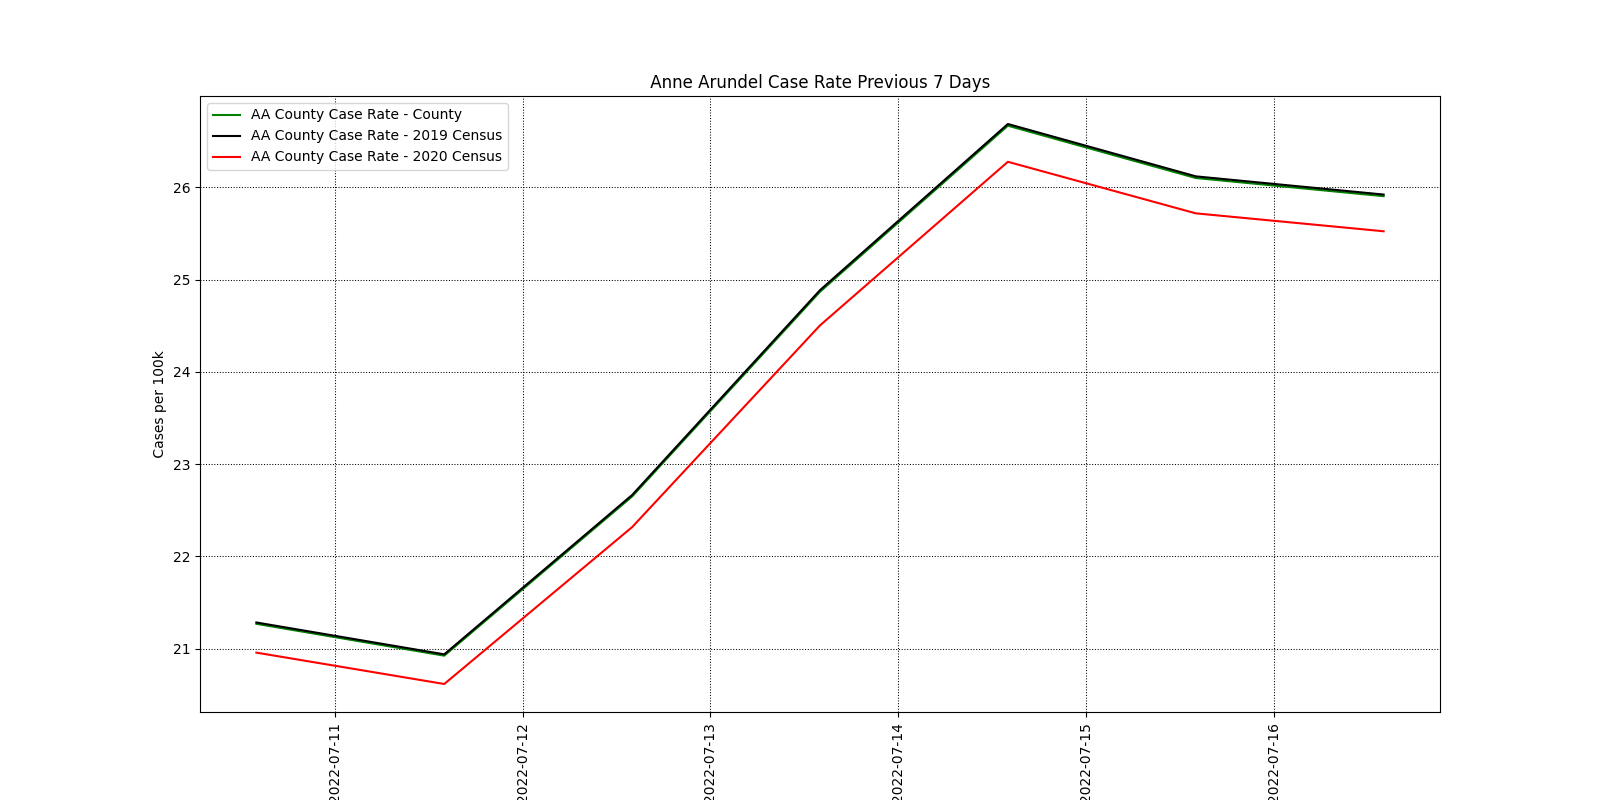 Anne Arundel Case Rate Previous 7 Days
AA County Case Rate - County
AA County Case Rate - 2019 Census
AA County Case Rate - 2020 Census
26
25
24
23
22
21
Cases per 100k
2022-07-11
2022-07-12
2022-07-13
2022-07-14
2022-07-15
2022-07-16